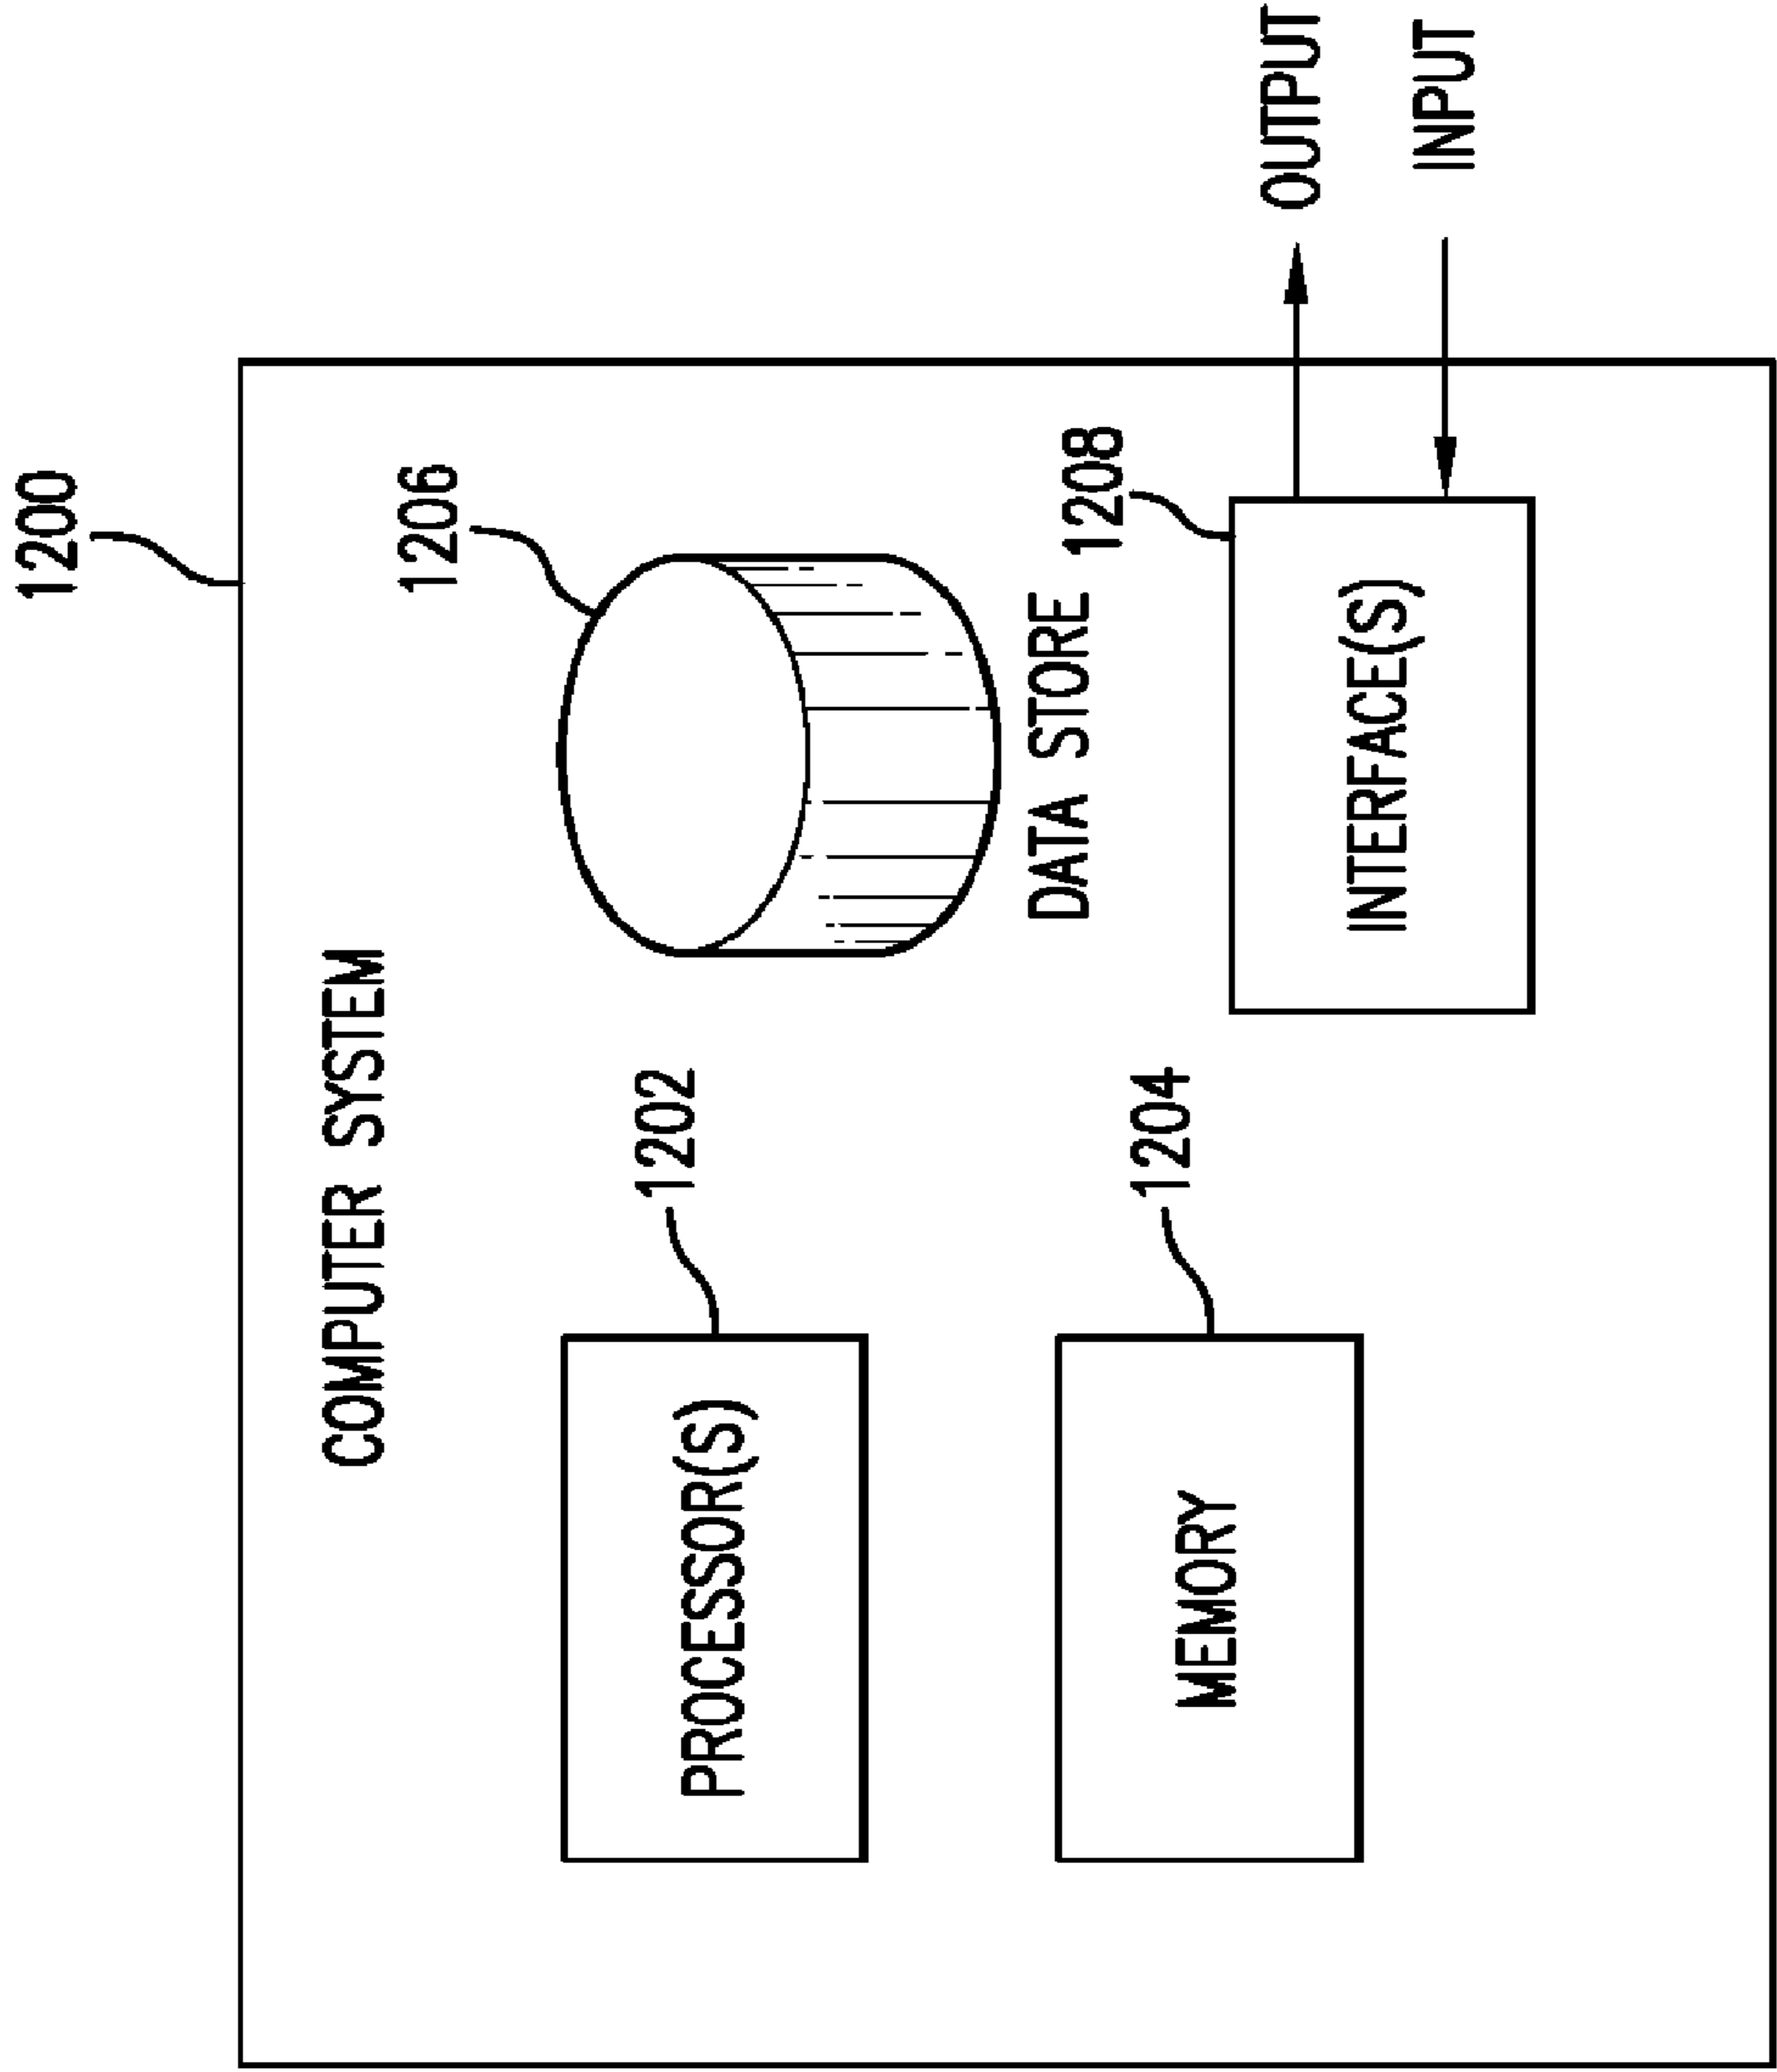 1200
COMPUTER SYSTEM
1206
1202
PROCESSOR(S)
DATA STORE
1204
MEMORY
1208
INTERFACE(S)
OUTPUT
INPUT